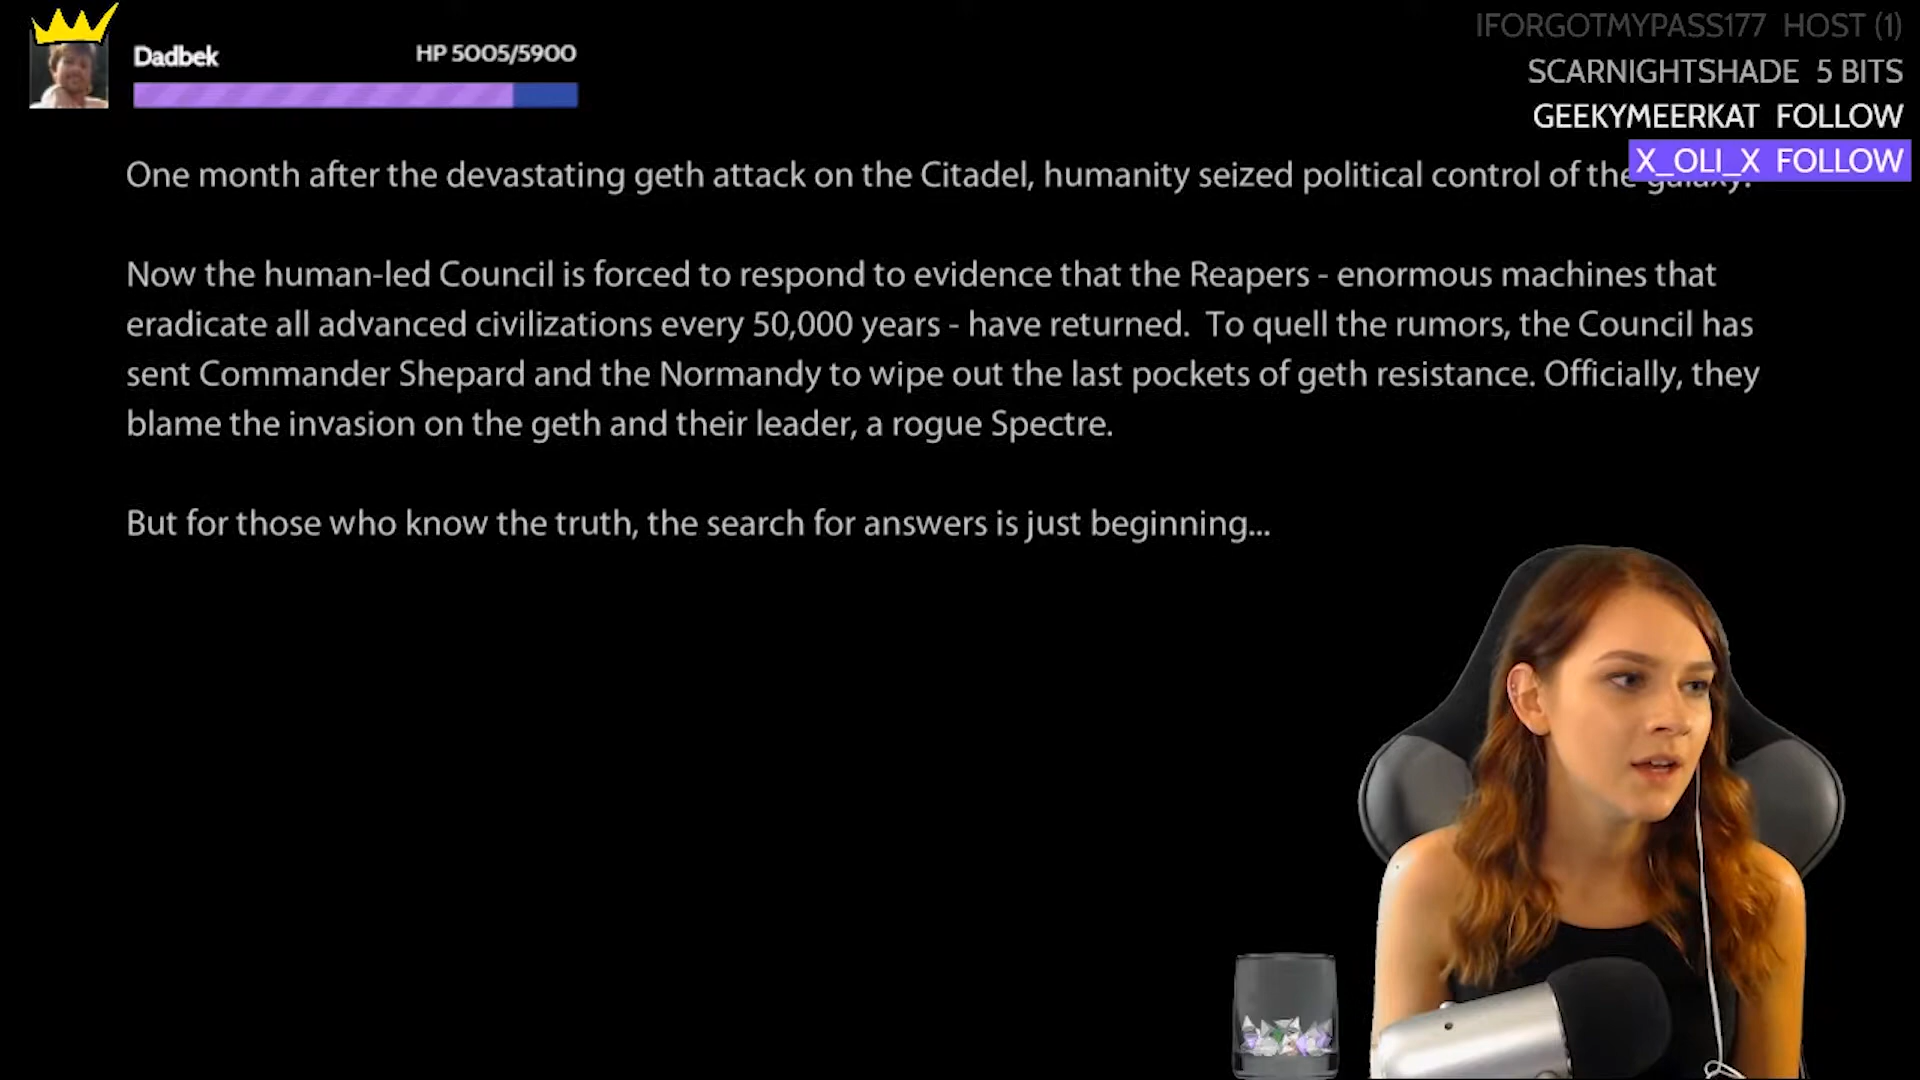 Dadbek
HP 5005/5900
IFORGOTMYPASS177 HOST (1)
SCARNIGHTSHADE 5 BITS
GEEKYMEERKAT FOLLOW
X_OLI_X FOLLOW
One month after the devastating geth attack on the Citadel, humanity seized political control of the galaxy.
Now the human-led Council is forced to respond to evidence that the Reapers - enormous machines that
eradicate all advanced civilizations every 50,000 years - have returned. To quell the rumors, the Council has
sent Commander Shepard and the Normandy to wipe out the last pockets of geth resistance. Officially, they
blame the invasion on the geth and their leader, a rogue Spectre.
But for those who know the truth, the search for answers is just beginning...